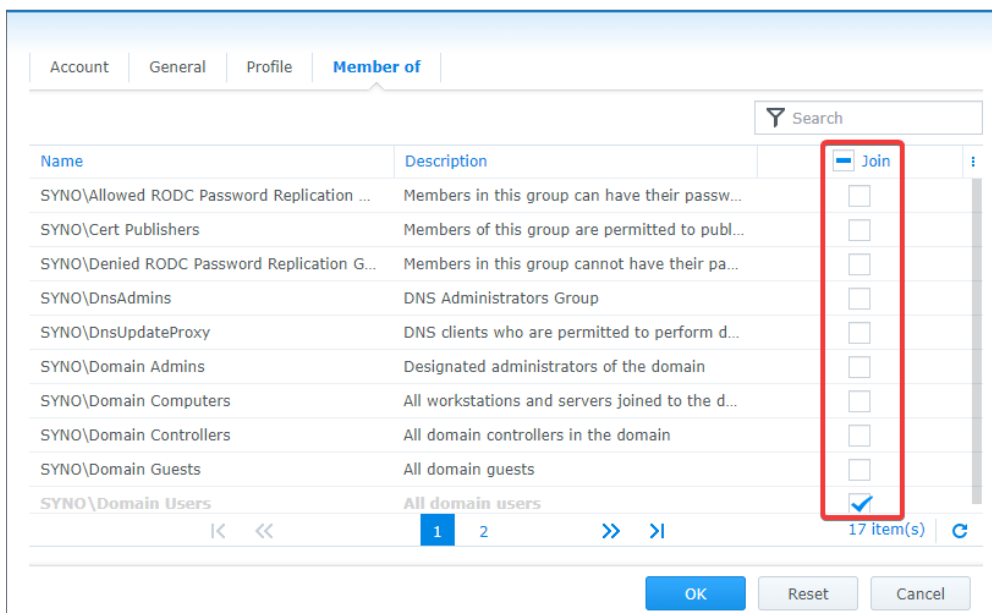 Account General Profile Member of
Search
Name Description Join
SYNO\Allowed RODC Password Replication ... Members in this group can have their passw...
SYNO\Cert Publishers Members of this group are permitted to publ...
SYNO\Denied RODC Password Replication G... Members in this group cannot have their pa...
SYNO\DnsAdmins DNS Administrators Group
SYNO\DnsUpdateProxy DNS clients who are permitted to perform d...
SYNO\Domain Admins Designated administrators of the domain
SYNO\Domain Computers All workstations and servers joined to the d...
SYNO\Domain Controllers All domain controllers in the domain
SYNO\Domain Guests All domain guests
SYNO\Domain Users All domain users
1 2 17 item(s)
OK Reset Cancel